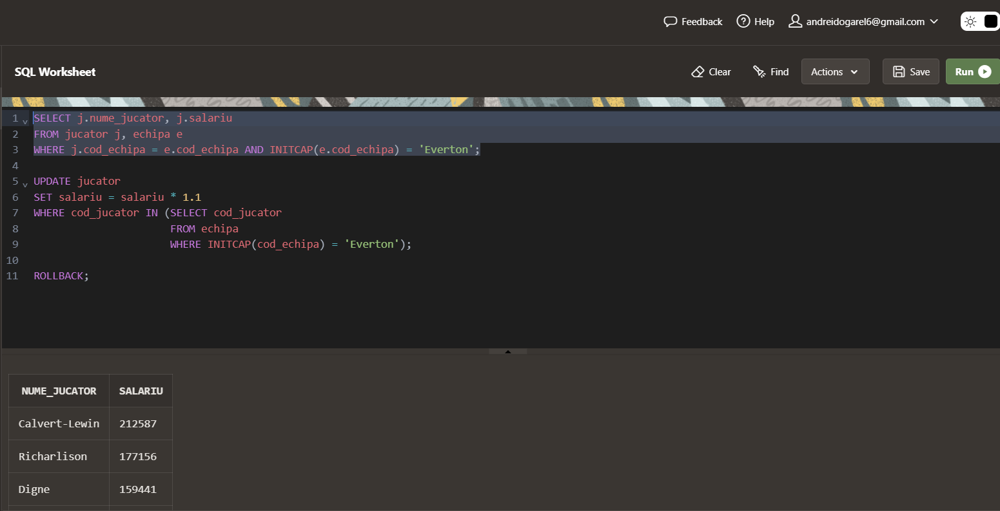 Feedback Help andreidogarel6@gmail.com
SQL Worksheet Clear Find Actions Save Run
1 SELECT j.nume_jucator, j.salariu
2 FROM jucator j, echipa e
3 WHERE j.cod_echipa = e.cod_echipa AND INITCAP(e.cod_echipa) = 'Everton';
4
5 UPDATE jucator
6 SET salariu = salariu * 1.1
7 WHERE cod_jucator IN (SELECT cod_jucator
8 FROM echipa
9 WHERE INITCAP(cod_echipa) = 'Everton');
10
11 ROLLBACK;
NUME_JUCATOR SALARIU
Calvert-Lewin 212587
Richarlison 177156
Digne 159441